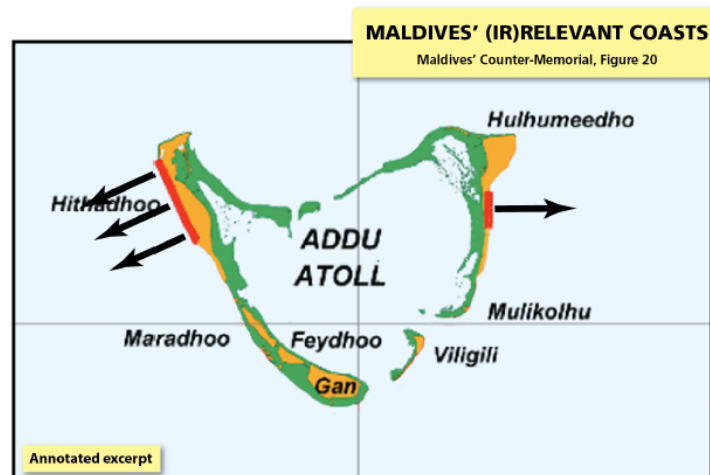 MALDIVES' (IR)RELEVANT COASTS
Maldives' Counter-Memorial, Figure 20
Hulhumeedho
Hithadhoo
ADDU
ATOLL
Mulikolhu
Maradhoo
Feydhoo
Viligili
Gan
Annotated excerpt